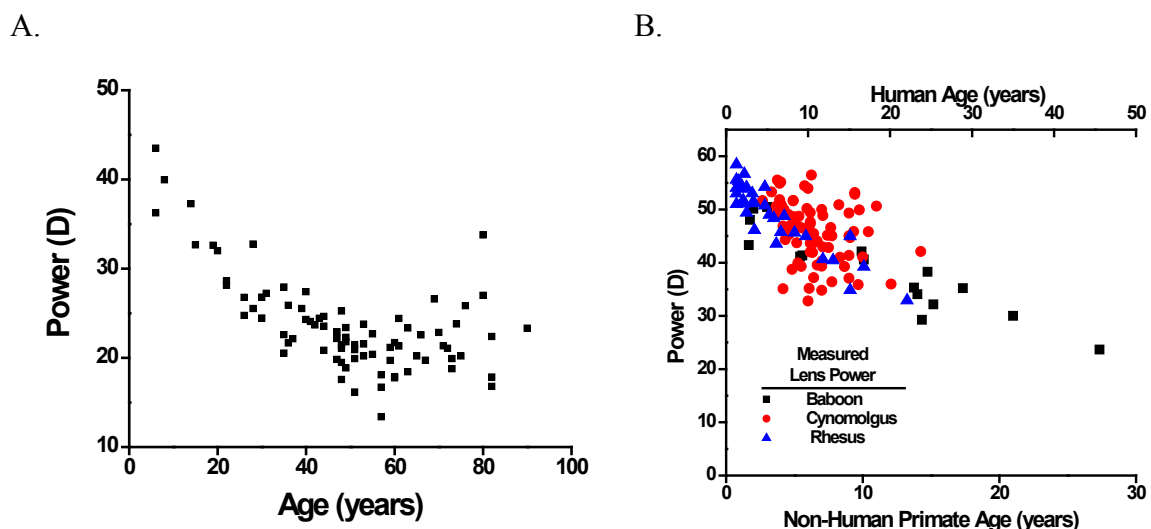 A.
50
40
30
20
10
Power (D)
0 20 40 60 80 100
Age (years)
B.
Human Age (years)
0 10 20 30 40 50
60
50
40
30
20
10
0
Power (D)
Measured
Lens Power
Baboon
Cynomolgus
Rhesus
0 10 20 30
Non-Human Primate Age (years)